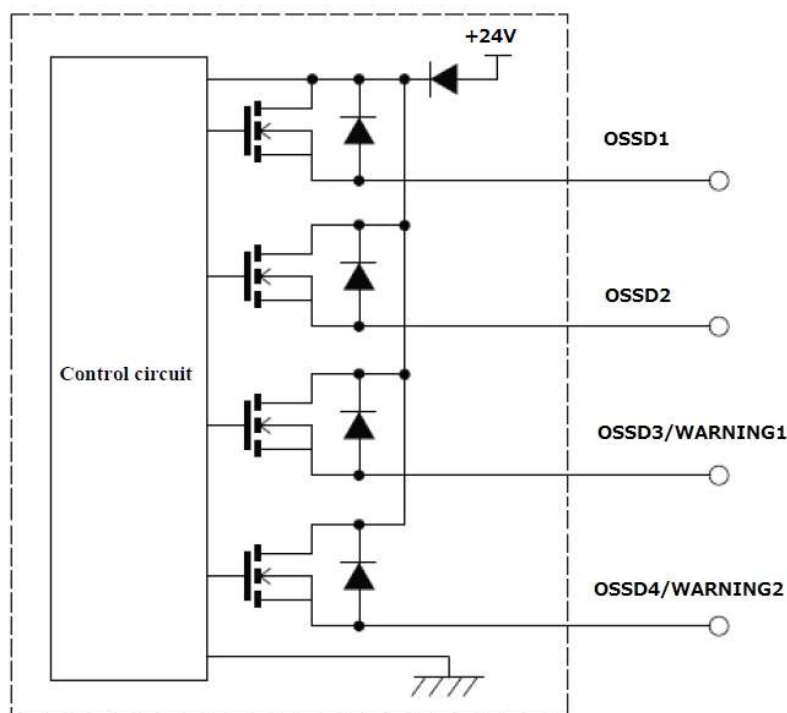 +24V
OSSD1
OSSD2
Control circuit
OSSD3/WARNING1
OSSD4/WARNING2